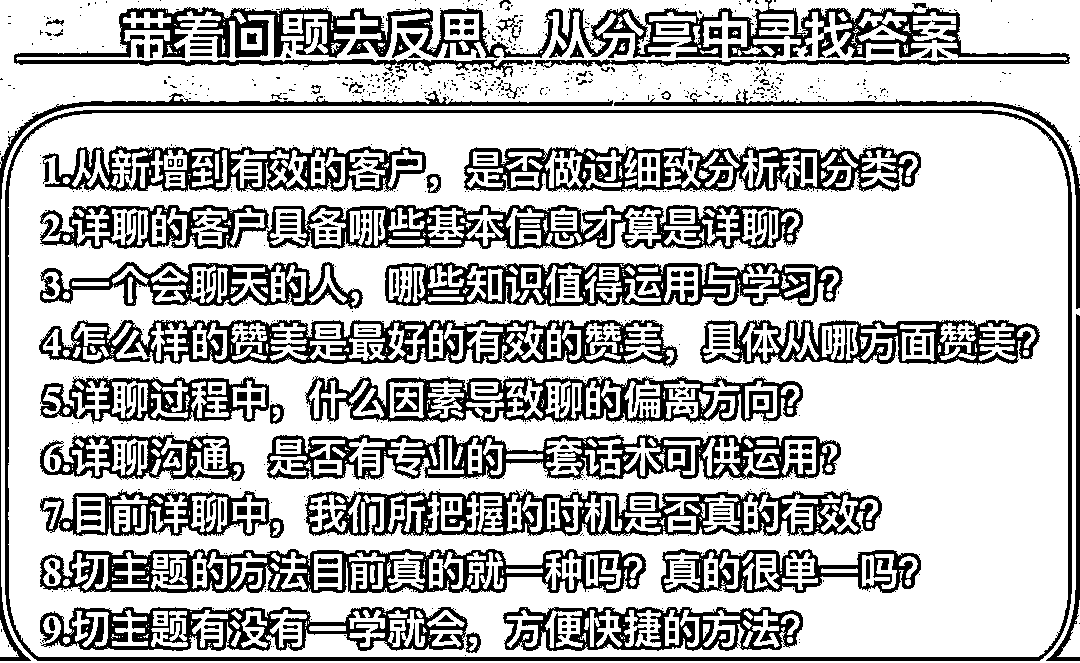 带着问题去反思，从分享中寻找答案
1.从新增到有效的客户，是否做过细致分析和分类？
2.详聊的客户具备哪些基本信息才算是详聊？
3.一个会聊天的人，哪些知识值得运用与学习？
4.怎么样的赞美是最好的有效的赞美，具体从哪方面赞美？
5.详聊过程中，什么因素导致聊的偏离方向？
6.详聊沟通，是否有专业的一套话术可供运用？
7.目前详聊中，我们所把握的时机是否真的有效？
8.切主题的方法目前真的就一种吗？真的很单一吗？
9.切主题有没有一学就会，方便快捷的方法？